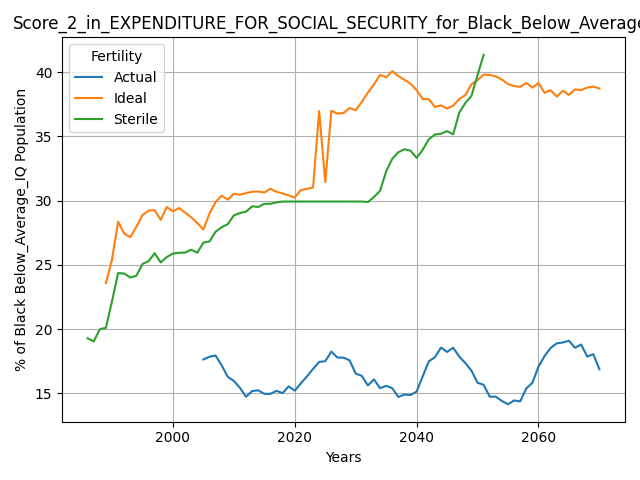 Score_2_in_EXPENDITURE_FOR_SOCIAL_SECURITY_for_Black_Below_Average
Fertility
Actual
Ideal
Sterile
% of Black Below_Average_IQ Population
40
35
30
25
20
15
2000
2020
2040
2060
Years